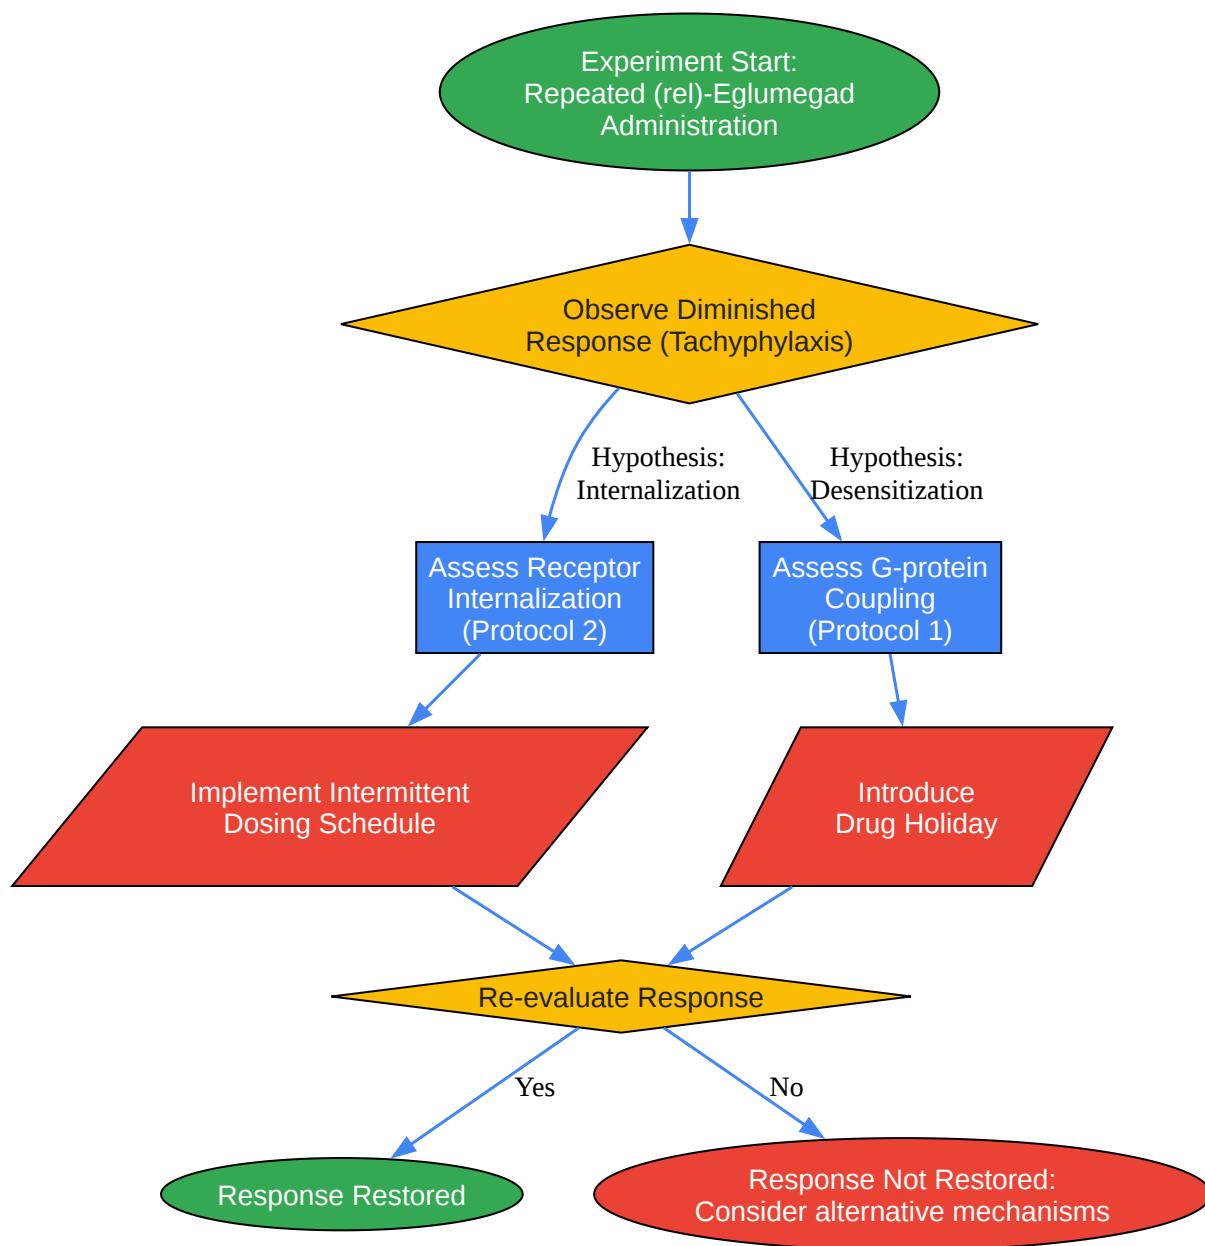 Experiment Start:
Repeated (rel)-Eglumegad
Administration
Observe Diminished
Response (Tachyphylaxis)
Hypothesis:
Internalization
Hypothesis:
Desensitization
Assess Receptor
Internalization
(Protocol 2)
Assess G-protein
Coupling
(Protocol 1)
Implement Intermittent
Dosing Schedule
Introduce
Drug Holiday
Re-evaluate Response
Yes
No
Response Restored
Response Not Restored:
Consider alternative mechanisms